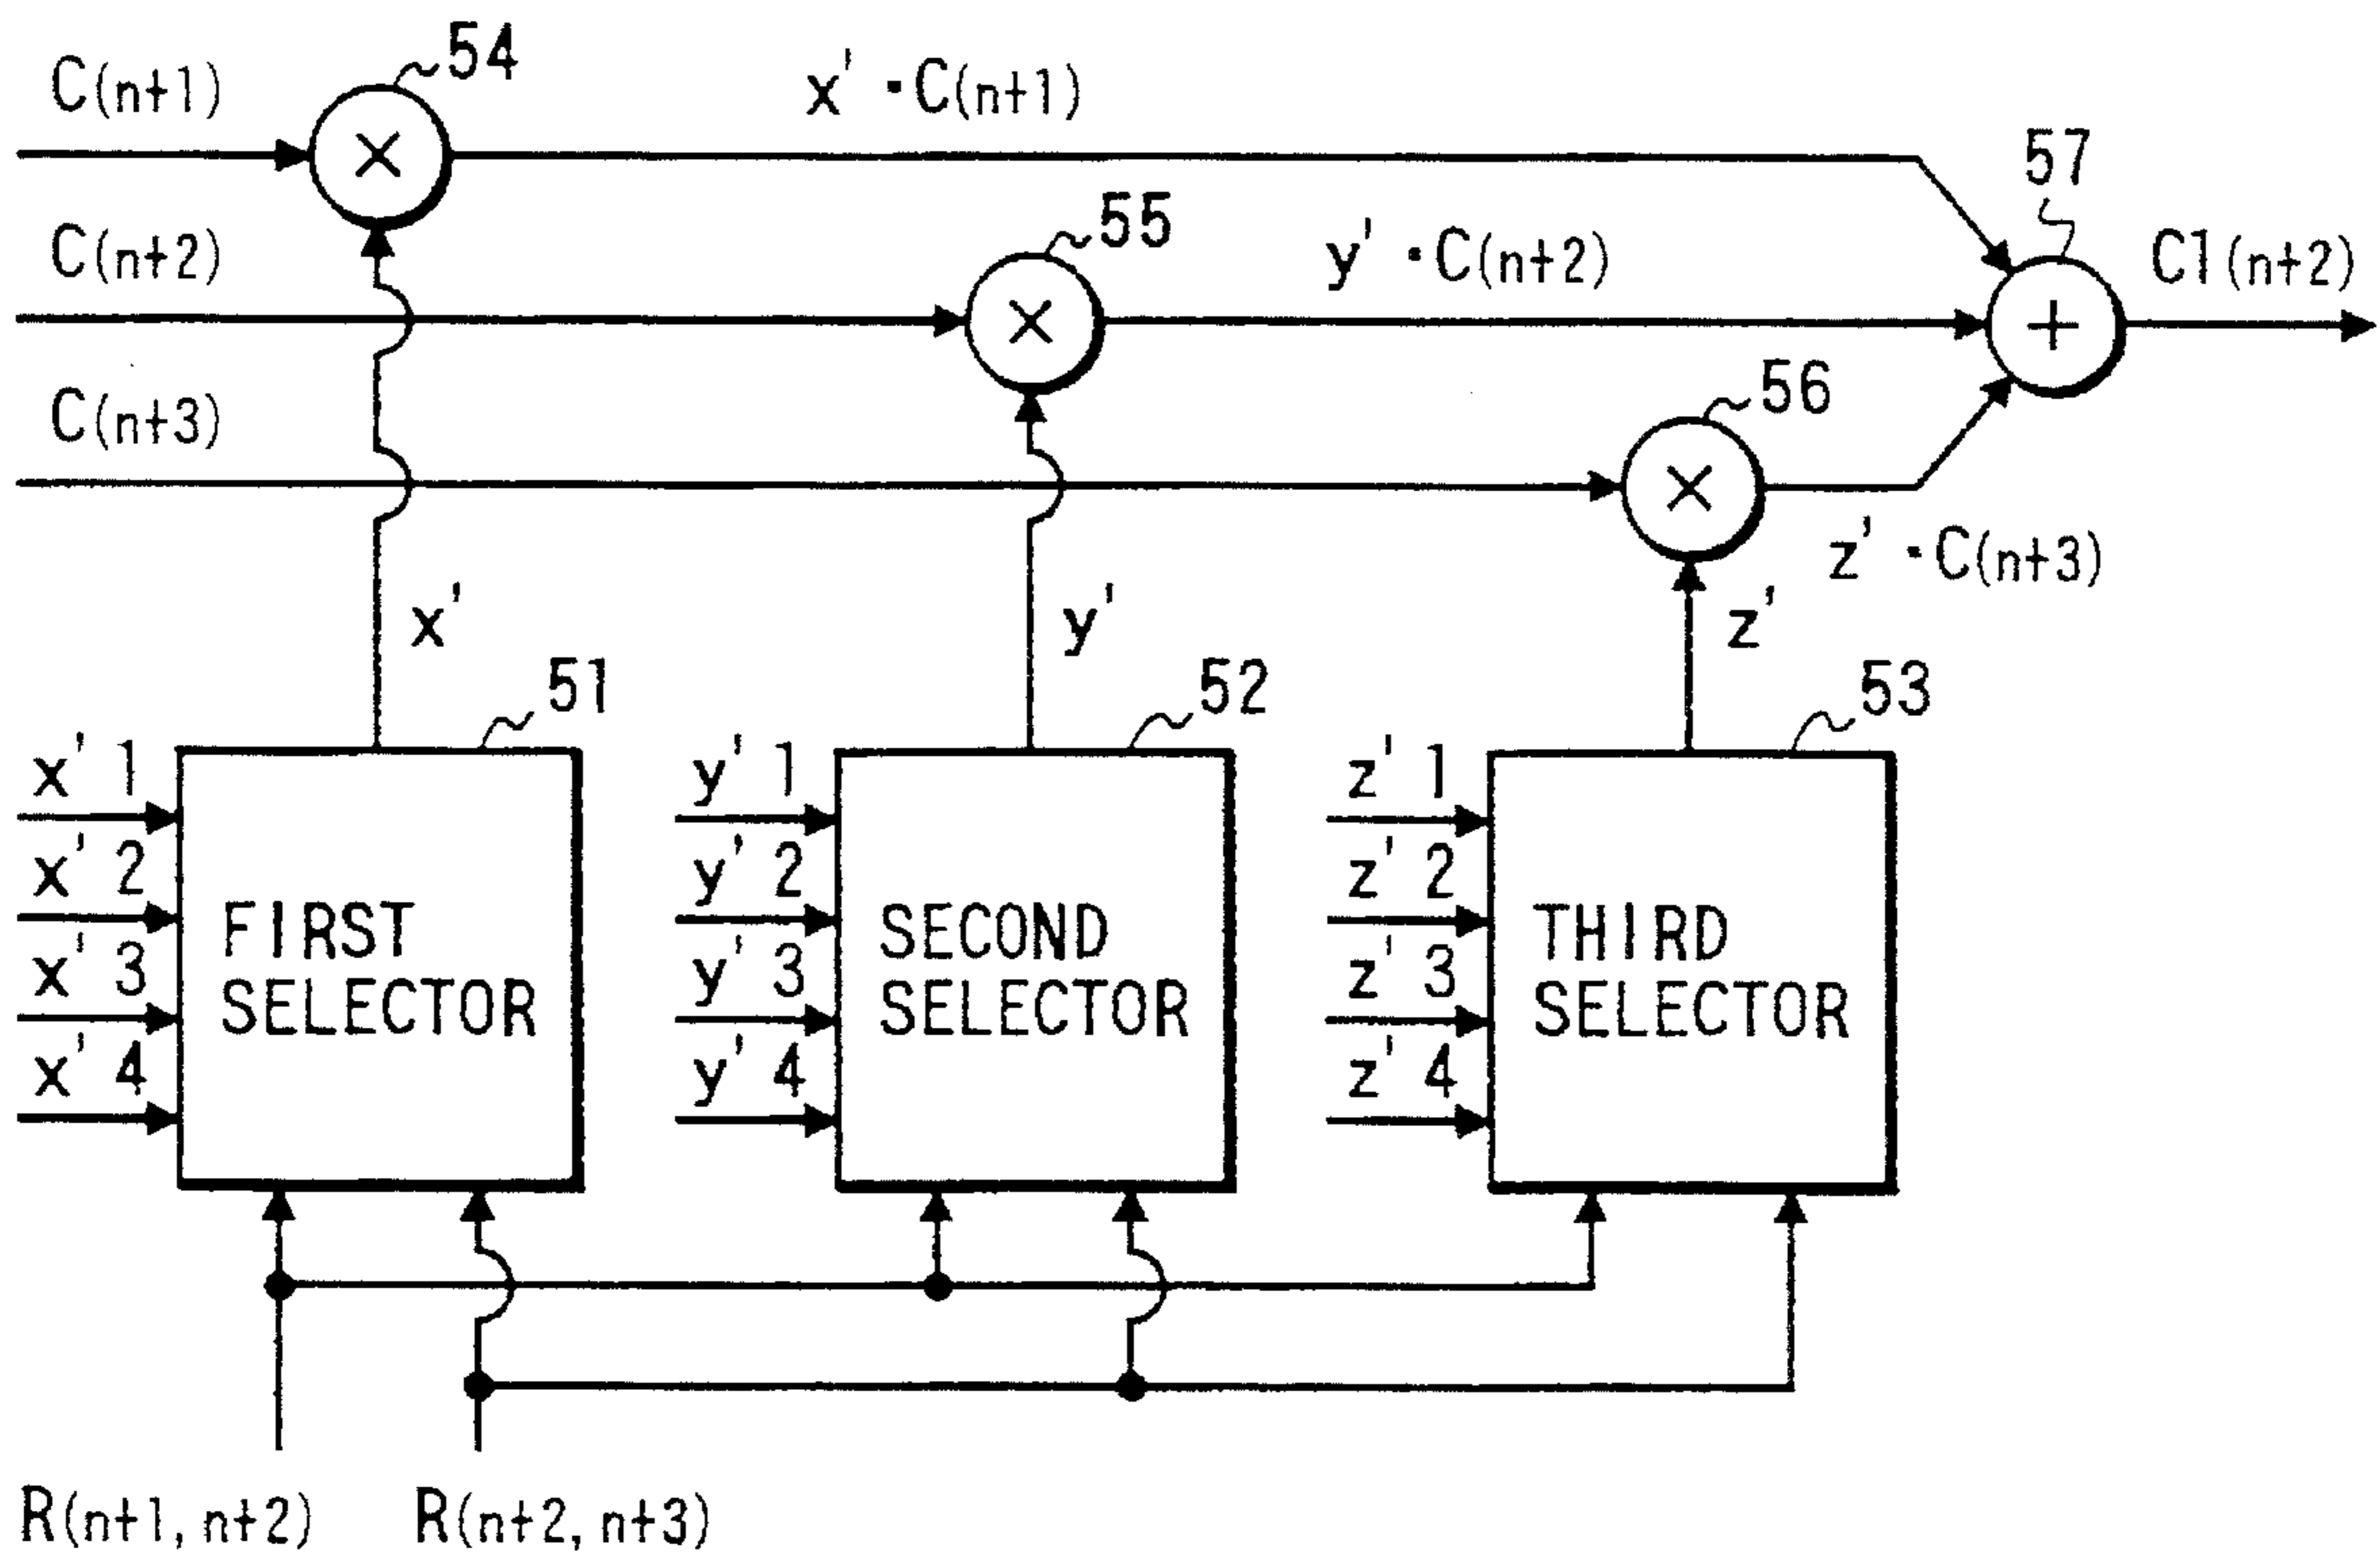 54
C(n+1)
x'·C(n+1)
57
55
C(n+2)
y'·C(n+2)
C1(n+2)
56
C(n+3)
z'·C(n+3)
x'
y'
z'
51
52
53
x'1
y'1
z'1
x'2
y'2
z'2
FIRST
SELECTOR
SECOND
SELECTOR
THIRD
SELECTOR
x'3
y'3
z'3
x'4
y'4
z'4
R(n+1,n+2)
R(n+2,n+3)